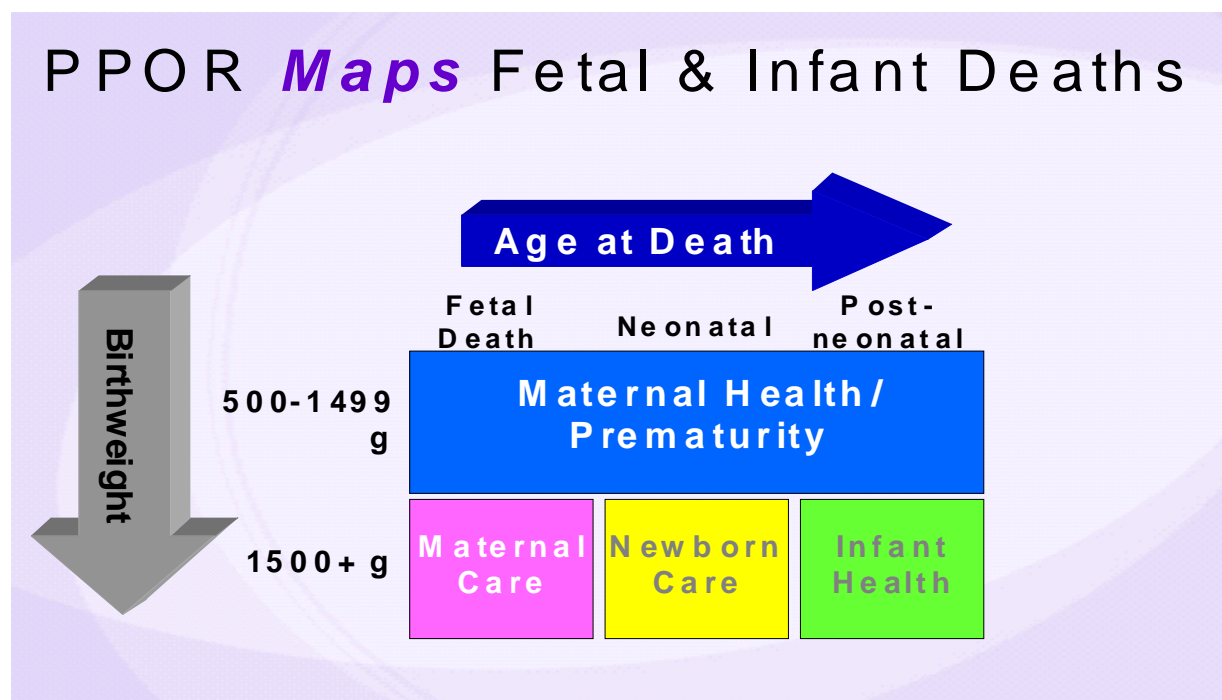 PPOR Maps Fetal & Infant Deaths
Age at Death
Fetal
Death
Neonatal
Post-
neonatal
Birthweight
500-1499
g
Maternal Health/
Prematurity
1500+ g
Maternal
Care
Newborn
Care
Infant
Health